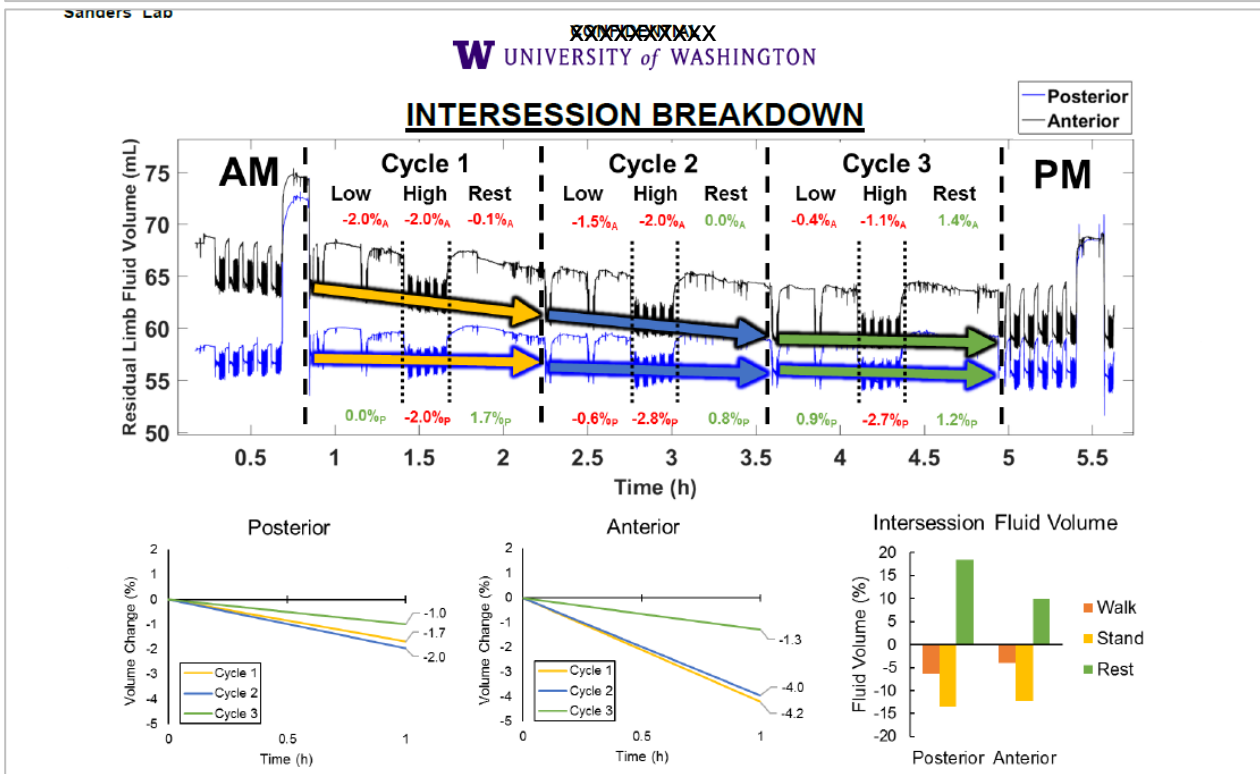 Sanders Lab
CONFIDENTIAL
XXXXXXXXXXX
W UNIVERSITY of WASHINGTON
INTERSESSION BREAKDOWN
Posterior
Anterior
AM
Cycle 1
Cycle 2
Cycle 3
PM
Low High Rest
Low High Rest
Low High Rest
-2.0%A -2.0%A -0.1%A
-1.5%A -2.0%A 0.0%A
-0.4%A -1.1%A 1.4%A
Residual Limb Fluid Volume (mL)
75
70
65
60
55
50
0.0%P -2.0%P 1.7%P
-0.6%P -2.8%P 0.8%P
0.9%P -2.7%P 1.2%P
0.5 1 1.5 2 2.5 3 3.5 4 4.5 5 5.5
Time (h)
Posterior
Volume Change (%)
2
1
0
-1
-2
-3
-4
-5
-1.0
-1.7
-2.0
Cycle 1
Cycle 2
Cycle 3
0 0.5 1
Time (h)
Anterior
Volume Change (%)
2
1
0
-1
-2
-3
-4
-5
-1.3
-4.0
-4.2
Cycle 1
Cycle 2
Cycle 3
0 0.5 1
Time (h)
Intersession Fluid Volume
Fluid Volume (%)
20
15
10
5
0
-5
-10
-15
-20
Walk
Stand
Rest
Posterior Anterior